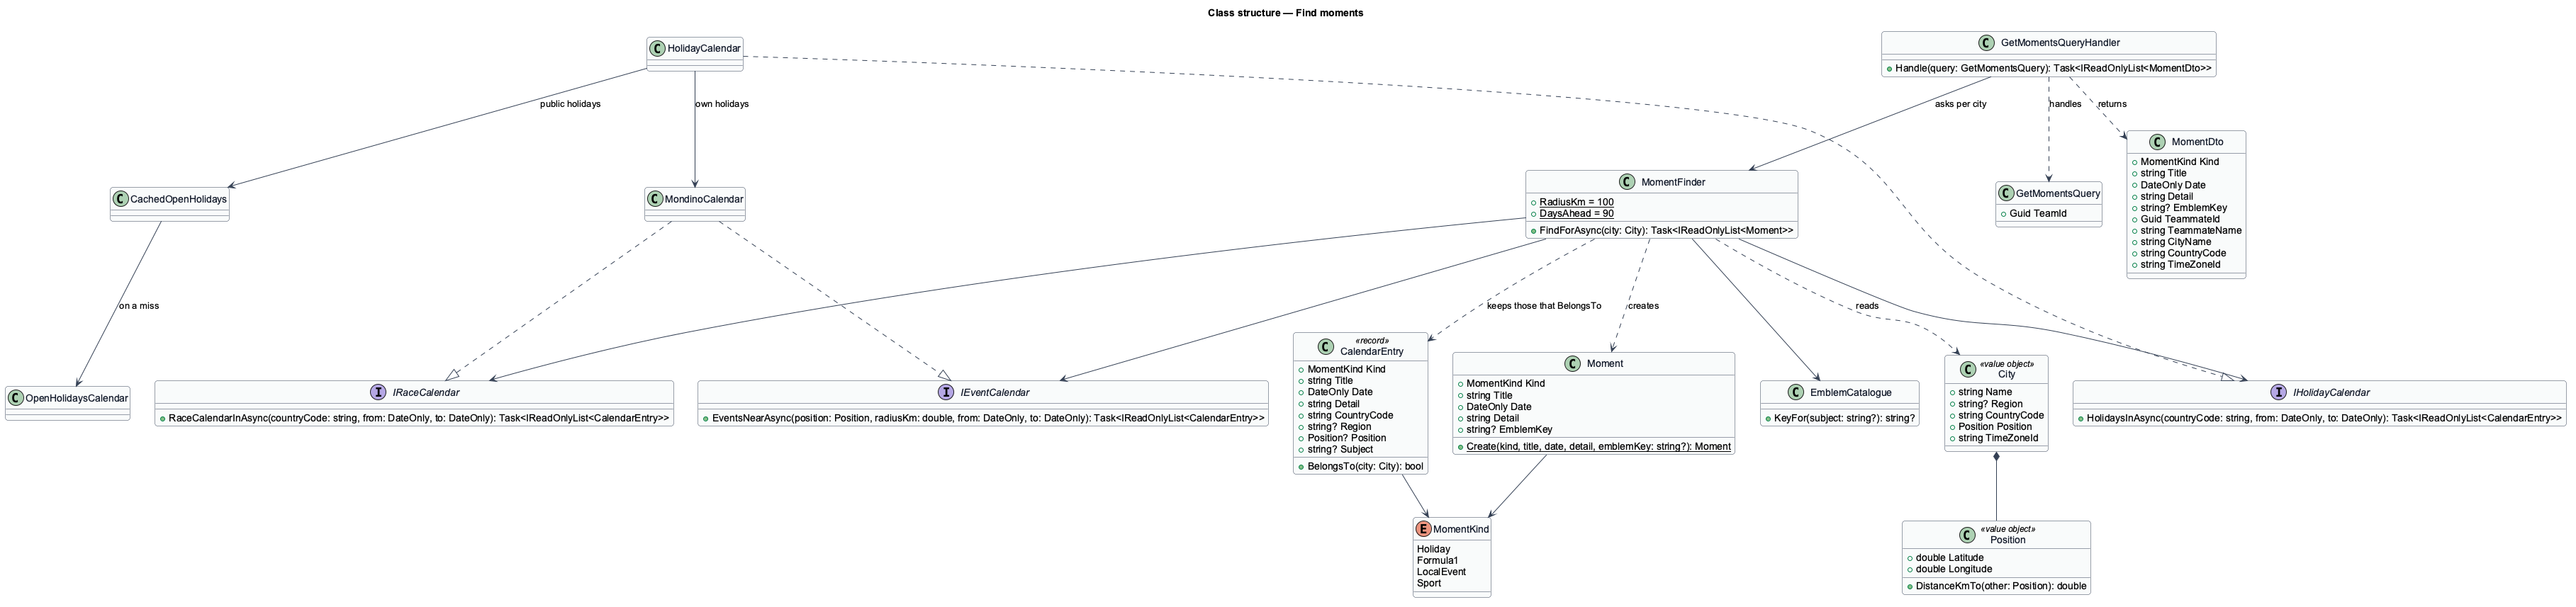 Class structure — Find moments
C HolidayCalendar
C GetMomentsQueryHandler
Handle(query: GetMomentsQuery): Task<IReadOnlyList<MomentDto>>
public holidays
own holidays
asks per city
handles
returns
C MomentDto
MomentKind Kind
string Title
DateOnly Date
string Detail
string? EmblemKey
Guid TeammateId
string TeammateName
string CityName
string CountryCode
string TimeZoneId
C CachedOpenHolidays
C MondinoCalendar
C MomentFinder
RadiusKm = 100
DaysAhead = 90
FindForAsync(city: City): Task<IReadOnlyList<Moment>>
C GetMomentsQuery
Guid TeamId
on a miss
keeps those that BelongsTo
creates
reads
C OpenHolidaysCalendar
I IRaceCalendar
RaceCalendarInAsync(countryCode: string, from: DateOnly, to: DateOnly): Task<IReadOnlyList<CalendarEntry>>
I IEventCalendar
EventsNearAsync(position: Position, radiusKm: double, from: DateOnly, to: DateOnly): Task<IReadOnlyList<CalendarEntry>>
C «record»
CalendarEntry
MomentKind Kind
string Title
DateOnly Date
string Detail
string CountryCode
string? Region
Position? Position
string? Subject
BelongsTo(city: City): bool
C Moment
MomentKind Kind
string Title
DateOnly Date
string Detail
string? EmblemKey
Create(kind, title, date, detail, emblemKey: string?): Moment
C EmblemCatalogue
KeyFor(subject: string?): string?
C «value object»
City
string Name
string? Region
string CountryCode
Position Position
string TimeZoneId
I IHolidayCalendar
HolidaysInAsync(countryCode: string, from: DateOnly, to: DateOnly): Task<IReadOnlyList<CalendarEntry>>
E MomentKind
Holiday
Formula1
LocalEvent
Sport
C «value object»
Position
double Latitude
double Longitude
DistanceKmTo(other: Position): double